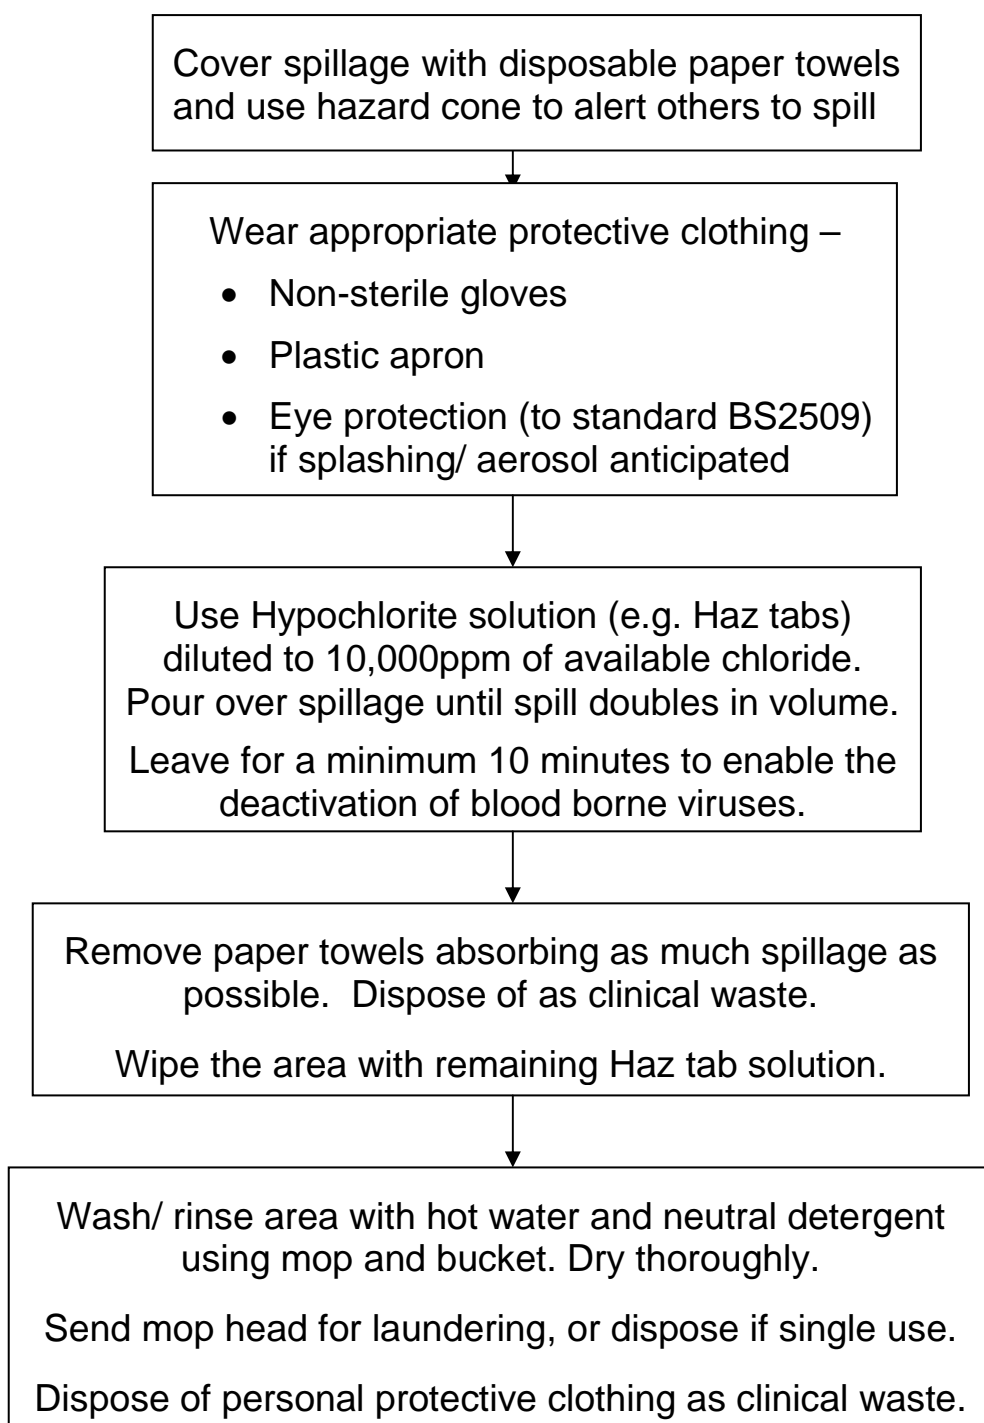 Cover spillage with disposable paper towels
and use hazard cone to alert others to spill
Wear appropriate protective clothing –
• Non-sterile gloves
• Plastic apron
• Eye protection (to standard BS2509)
if splashing/ aerosol anticipated
Use Hypochlorite solution (e.g. Haz tabs)
diluted to 10,000ppm of available chloride.
Pour over spillage until spill doubles in volume.
Leave for a minimum 10 minutes to enable the
deactivation of blood borne viruses.
Remove paper towels absorbing as much spillage as
possible.  Dispose of as clinical waste.
Wipe the area with remaining Haz tab solution.
Wash/ rinse area with hot water and neutral detergent
using mop and bucket. Dry thoroughly.
Send mop head for laundering, or dispose if single use.
Dispose of personal protective clothing as clinical waste.